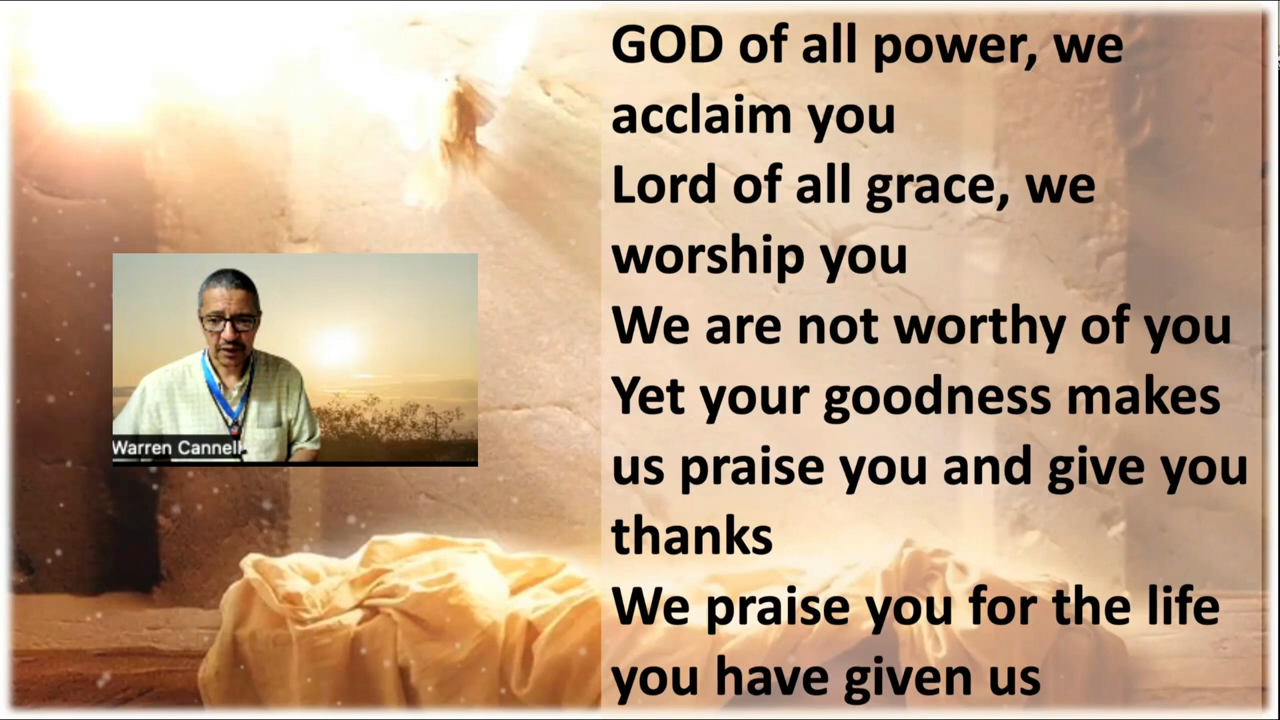 GOD of all power, we
acclaim you
Lord of all grace, we
worship you
We are not worthy of you
Yet your goodness makes
us praise you and give you
thanks
We praise you for the life
you have given us
Warren Cannell